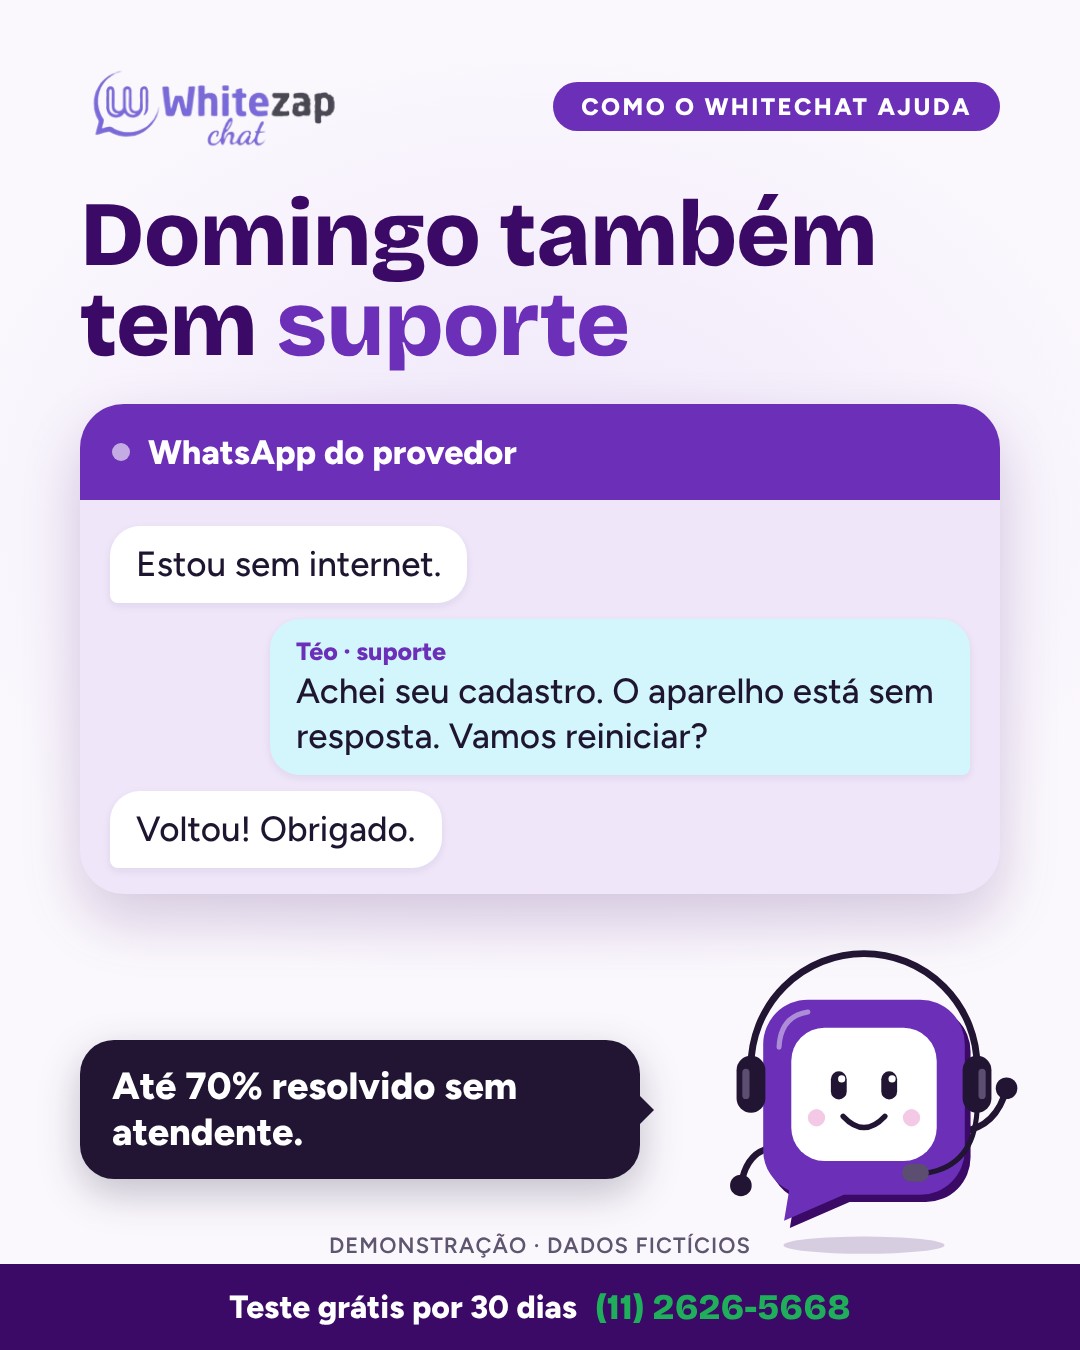 Whitezap
chat
COMO O WHITECHAT AJUDA
Domingo também
tem suporte
WhatsApp do provedor
Estou sem internet.
Téo · suporte
Achei seu cadastro. O aparelho está sem
resposta. Vamos reiniciar?
Voltou! Obrigado.
Até 70% resolvido sem
atendente.
DEMONSTRAÇÃO · DADOS FICTÍCIOS
Teste grátis por 30 dias (11) 2626-5668